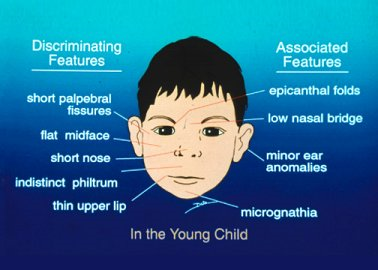 Discriminating
Features
short palpebral
fissures
flat midface
short nose
indistinct philtrum
thin upper lip
Associated
Features
epicanthal folds
low nasal bridge
minor ear
anomalies
micrognathia
In the Young Child